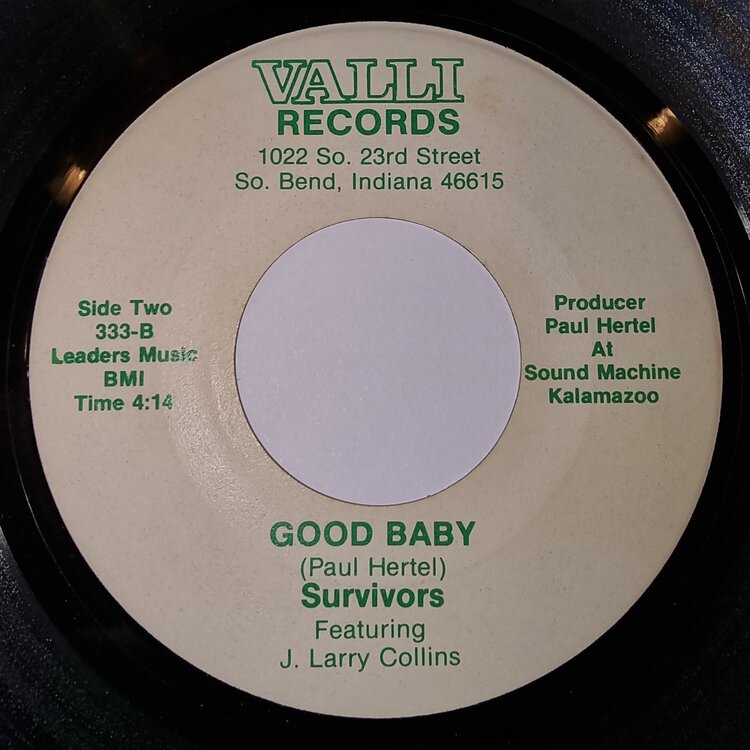 VALLI
RECORDS
1022 So. 23rd Street
So. Bend, Indiana 46615
Side Two
333-B
Leaders Music
BMI
Time 4:14
Producer
Paul Hertel
At
Sound Machine
Kalamazoo
GOOD BABY
(Paul Hertel)
Survivors
Featuring
J. Larry Collins